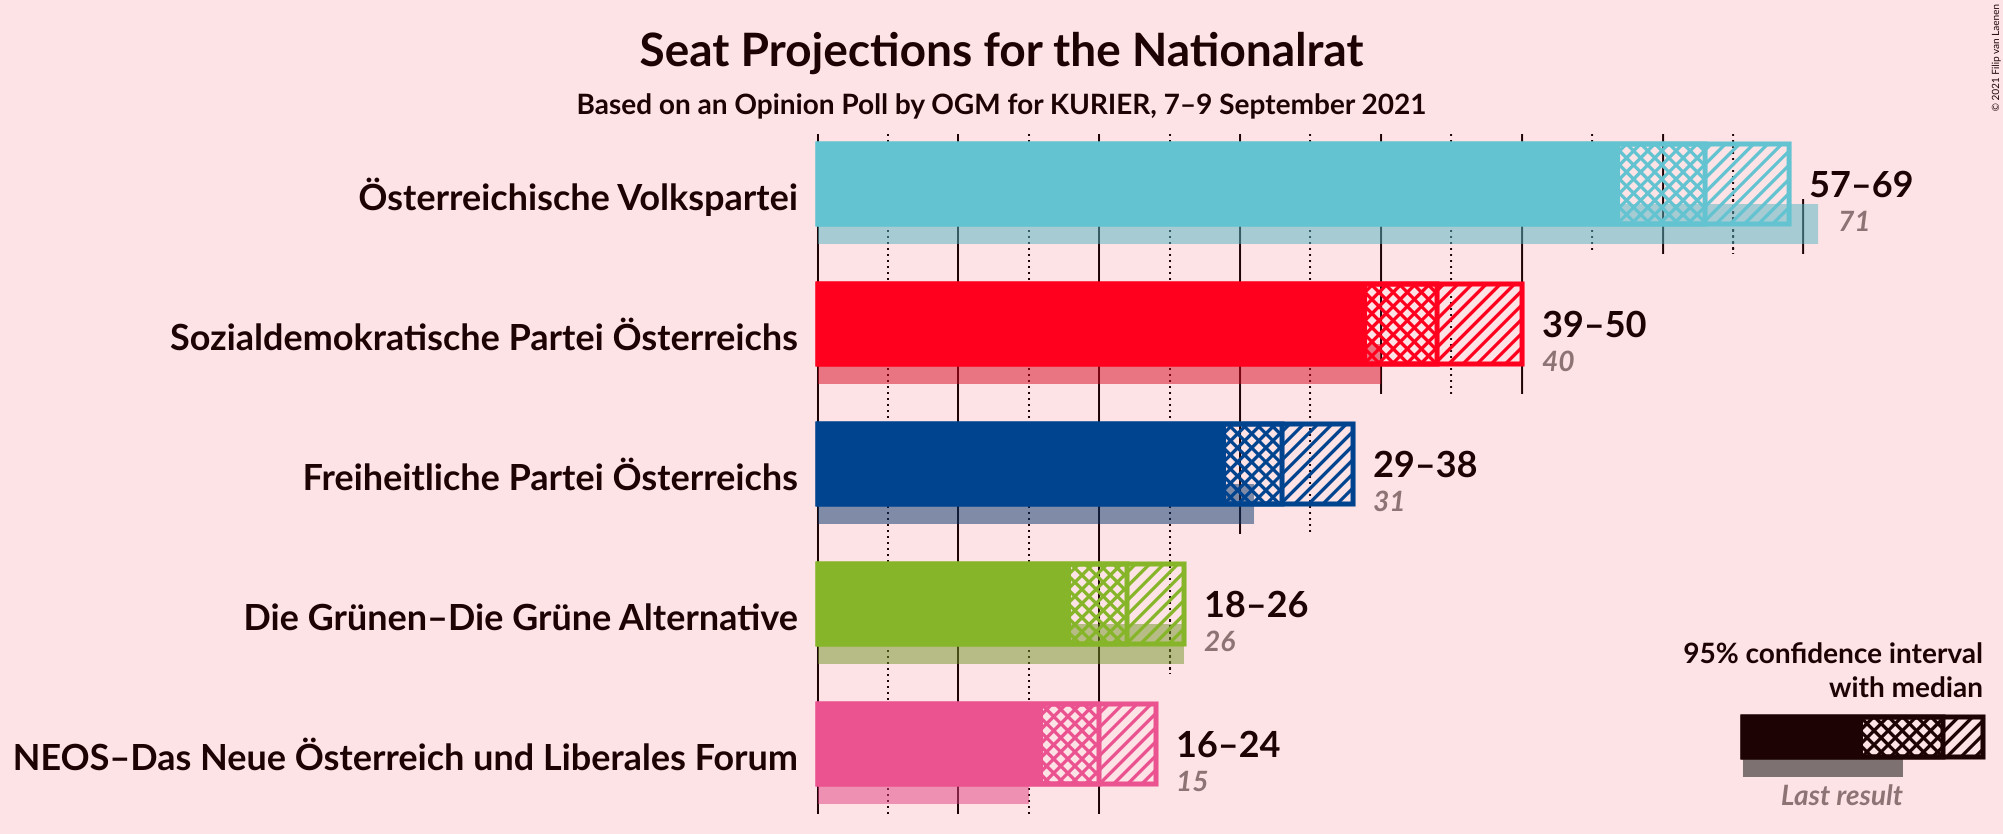 Seat Projections for the Nationalrat
Based on an Opinion Poll by OGM for KURIER, 7–9 September 2021
© 2021 Filip van Laenen
Österreichische Volkspartei
57–69
71
Sozialdemokratische Partei Österreichs
39–50
40
Freiheitliche Partei Österreichs
29–38
31
Die Grünen–Die Grüne Alternative
18–26
26
NEOS–Das Neue Österreich und Liberales Forum
16–24
15
95% confidence interval
with median
Last result